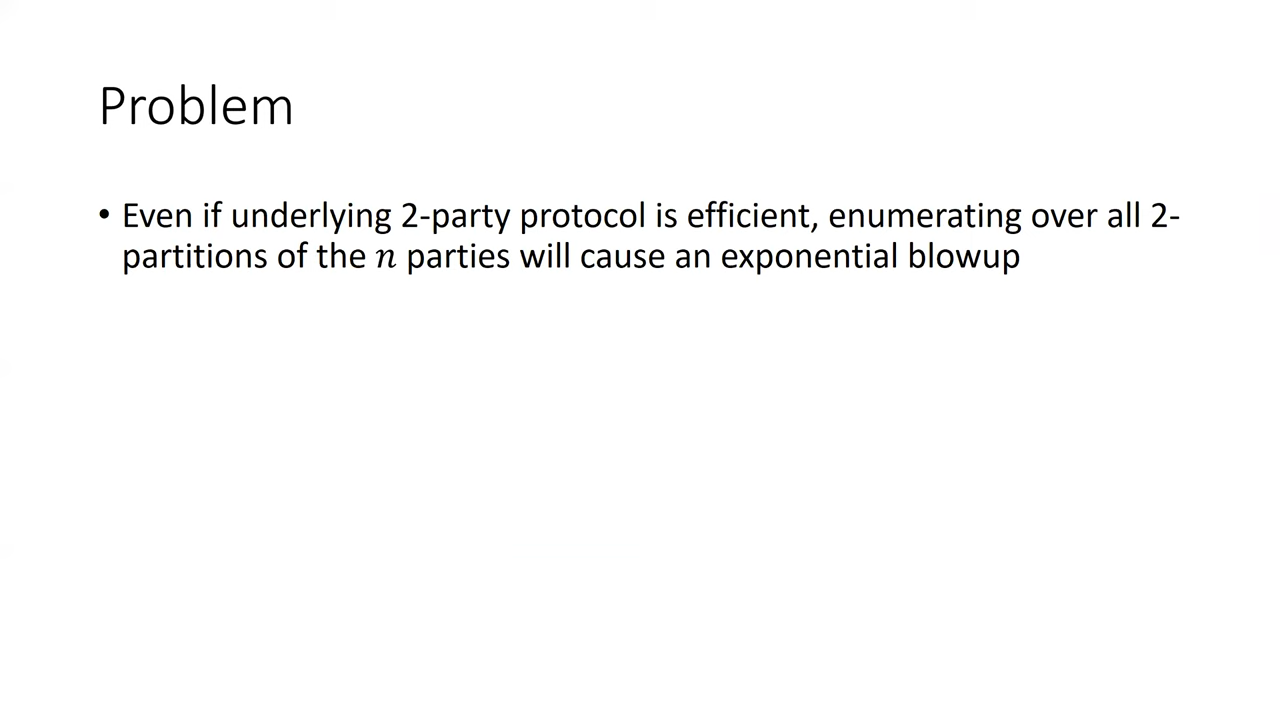 Problem
• Even if underlying 2-party protocol is efficient, enumerating over all 2-
partitions of the n parties will cause an exponential blowup